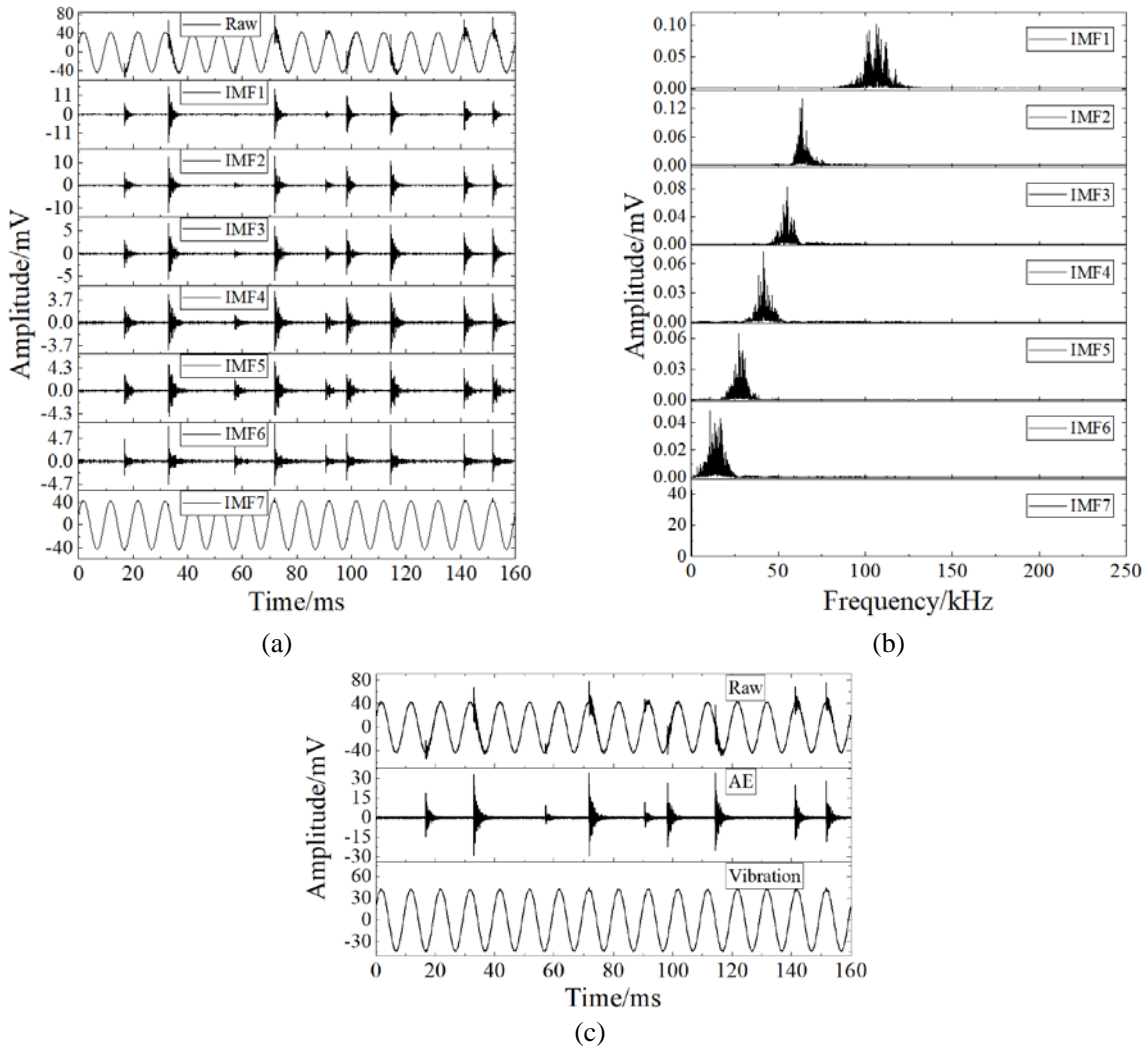 80
40
0
-40
Raw
11
0
-11
IMF1
10
0
-10
IMF2
5
0
-5
IMF3
3.7
0.0
-3.7
IMF4
4.3
0.0
-4.3
IMF5
4.7
0.0
-4.7
IMF6
40
0
-40
IMF7
0 20 40 60 80 100 120 140 160
Time/ms
Amplitude/mV
(a)
0.10
0.05
0.00
IMF1
0.12
0.06
0.00
IMF2
0.08
0.04
0.00
IMF3
0.06
0.03
0.00
IMF4
0.06
0.03
0.00
IMF5
0.04
0.02
0.00
IMF6
40
20
0
IMF7
0 50 100 150 200 250
Frequency/kHz
Amplitude/mV
(b)
80
40
0
-40
Raw
30
15
0
-15
-30
AE
60
30
0
-30
Vibration
0 20 40 60 80 100 120 140 160
Time/ms
Amplitude/mV
(c)